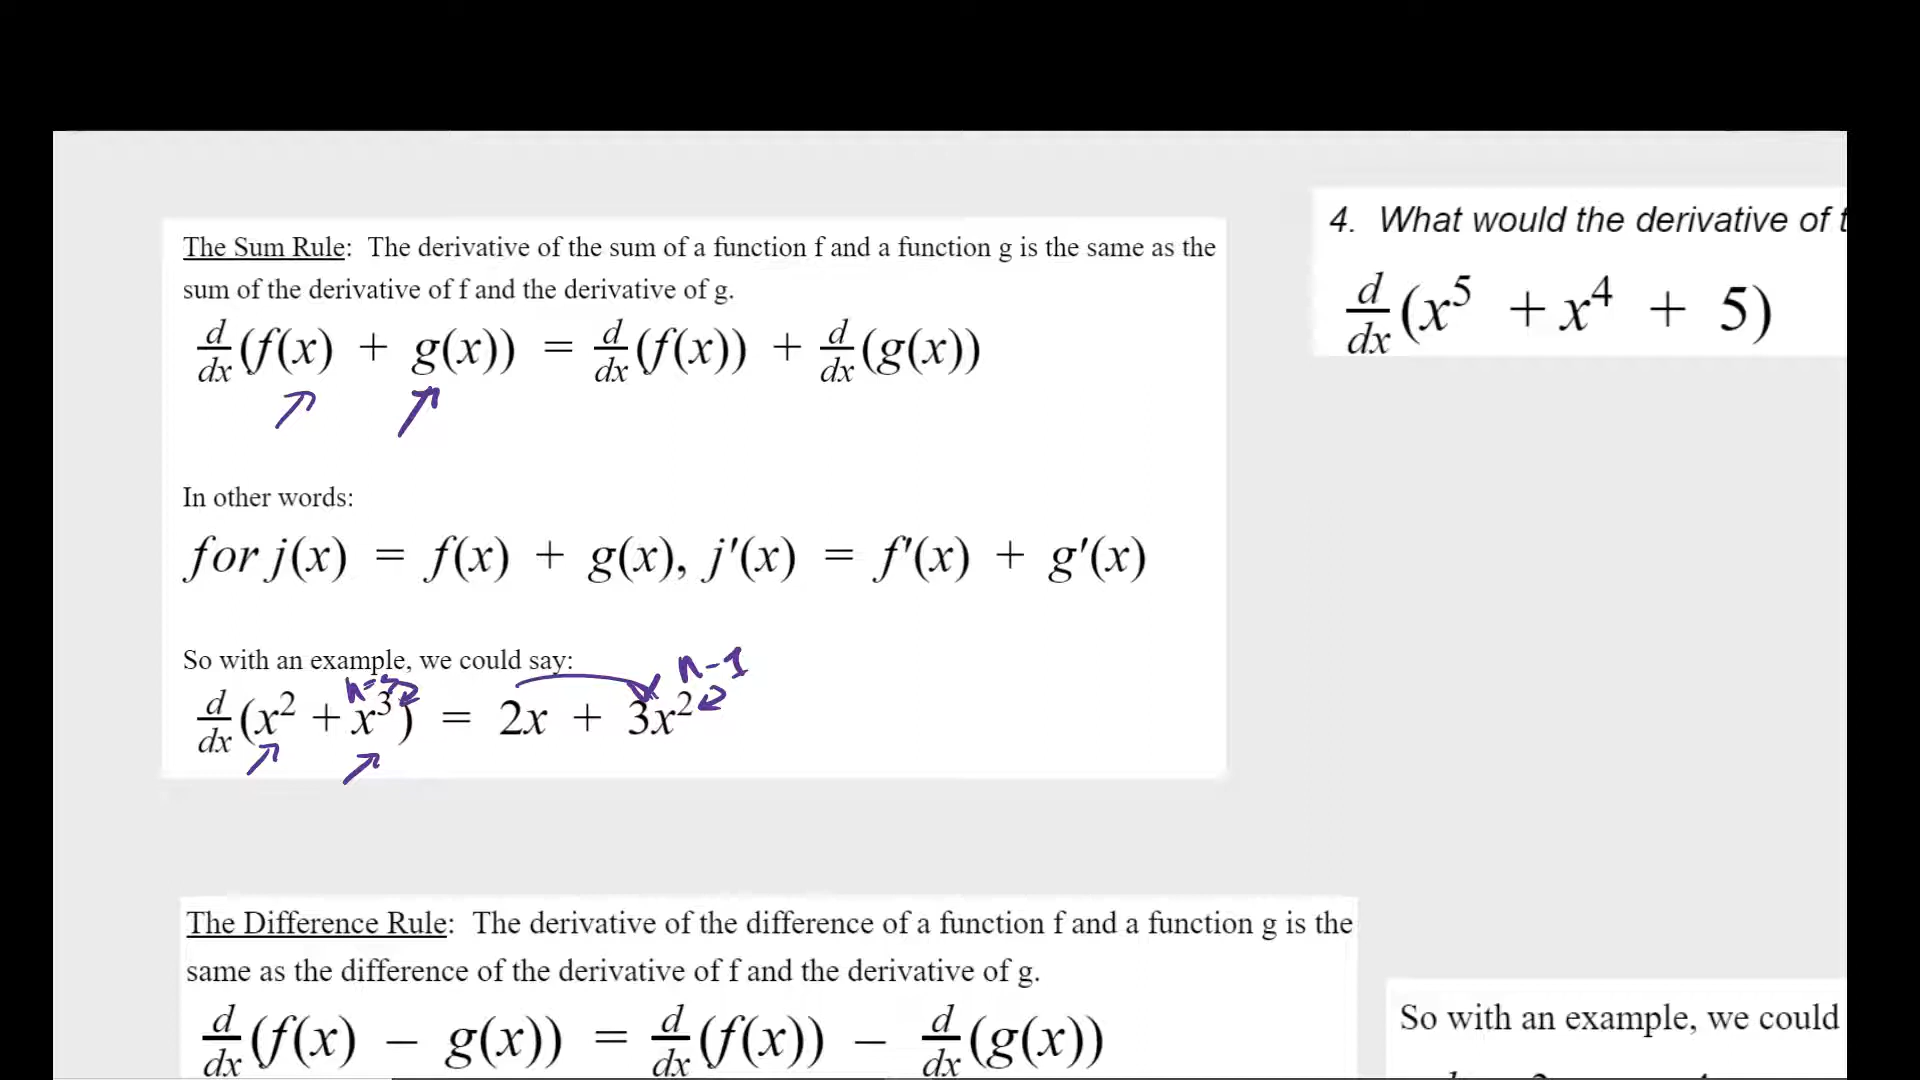 The Sum Rule: The derivative of the sum of a function f and a function g is the same as the
sum of the derivative of f and the derivative of g.
d/dx (f(x) + g(x)) = d/dx (f(x)) + d/dx (g(x))
In other words:
for j(x) = f(x) + g(x), j'(x) = f'(x) + g'(x)
So with an example, we could say:
n-1
d/dx (x² + x³) = 2x + 3x²
4. What would the derivative of
d/dx (x⁵ + x⁴ + 5)
The Difference Rule: The derivative of the difference of a function f and a function g is the
same as the difference of the derivative of f and the derivative of g.
d/dx (f(x) − g(x)) = d/dx (f(x)) − d/dx (g(x))
So with an example, we could